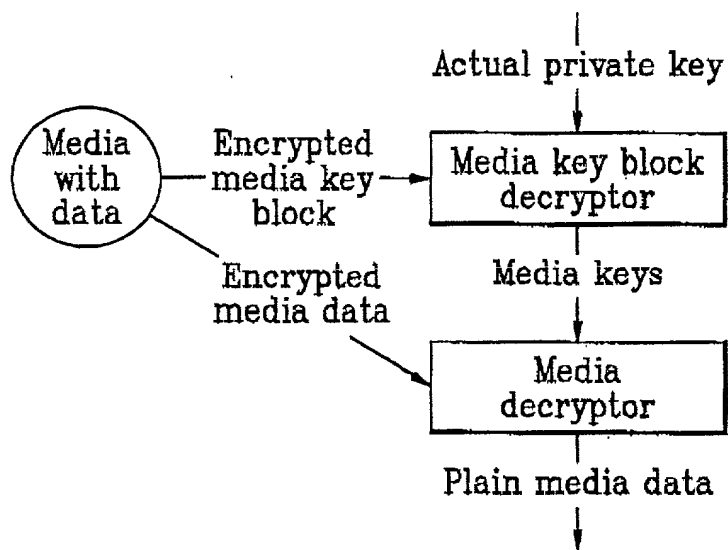 Actual private key
Media
with
data
Encrypted
media key
block
Media key block
decryptor
Encrypted
media data
Media keys
Media
decryptor
Plain media data